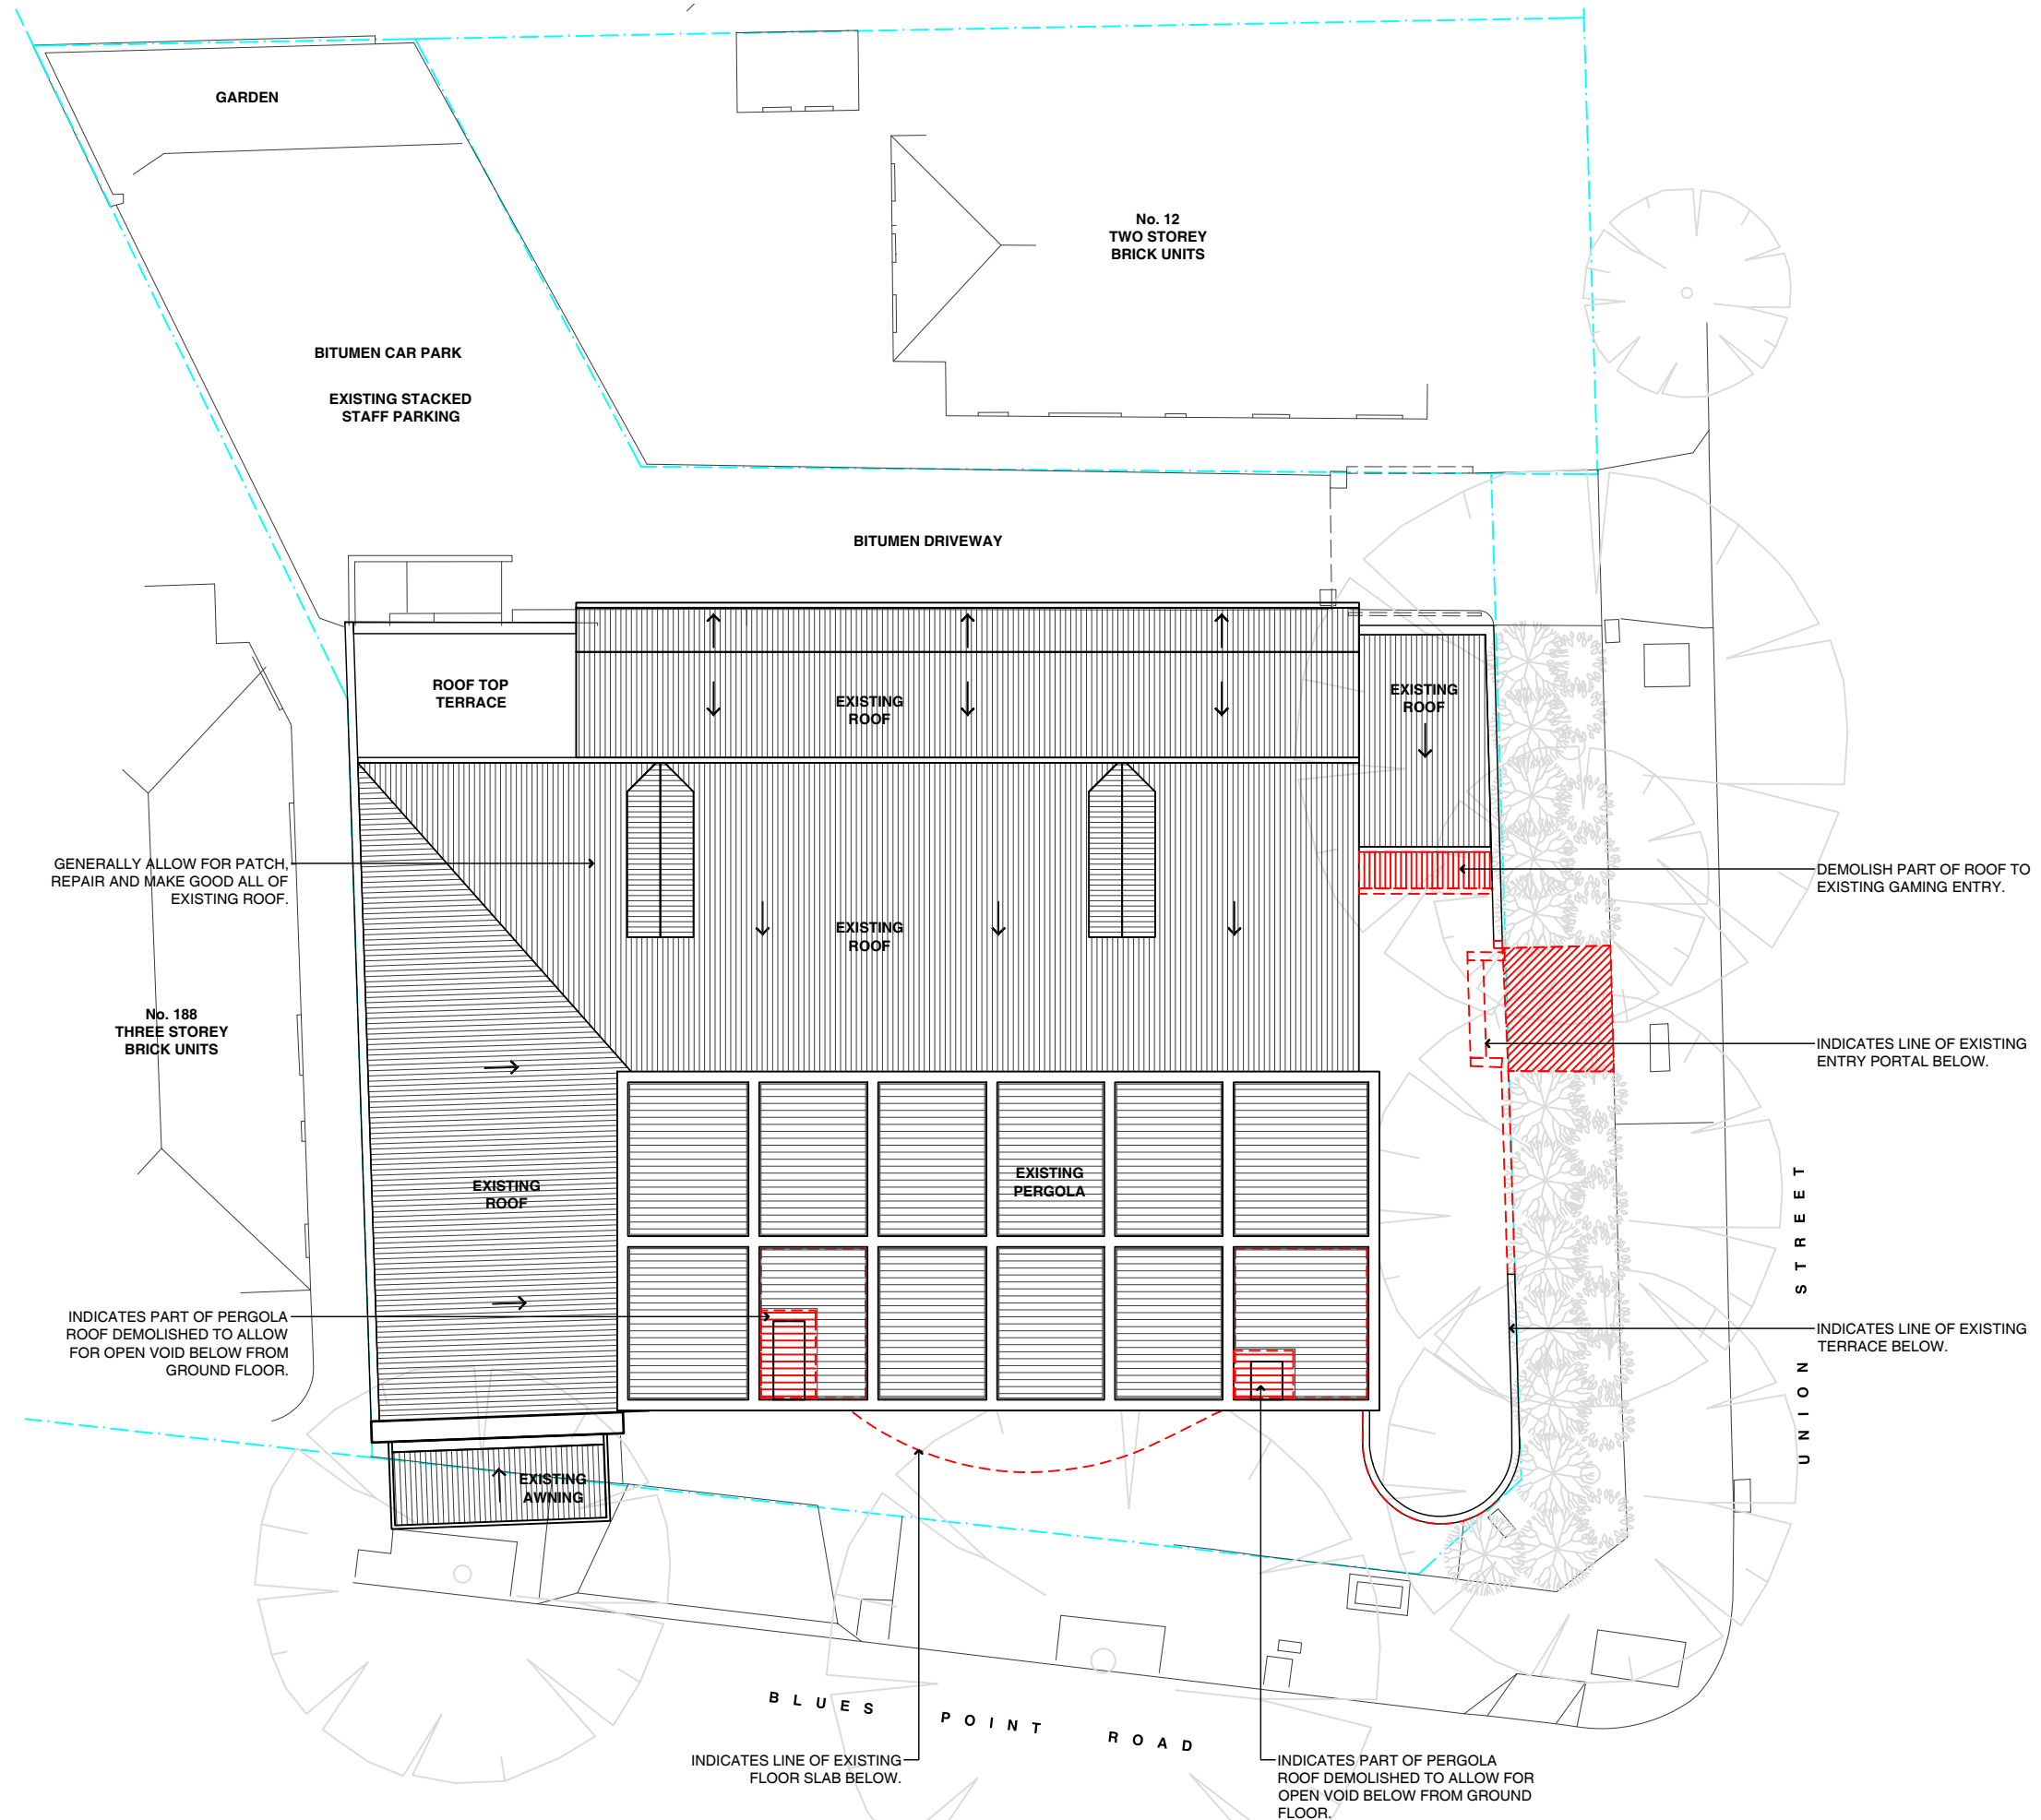 GARDEN
No. 12
TWO STOREY
BRICK UNITS
BITUMEN CAR PARK
EXISTING STACKED
STAFF PARKING
BITUMEN DRIVEWAY
ROOF TOP
TERRACE
EXISTING
ROOF
EXISTING
ROOF
GENERALLY ALLOW FOR PATCH,
REPAIR AND MAKE GOOD ALL OF
EXISTING ROOF.
DEMOLISH PART OF ROOF TO
EXISTING GAMING ENTRY.
EXISTING
ROOF
No. 188
THREE STOREY
BRICK UNITS
INDICATES LINE OF EXISTING
ENTRY PORTAL BELOW.
EXISTING
PERGOLA
EXISTING
ROOF
UNION STREET
INDICATES PART OF PERGOLA
ROOF DEMOLISHED TO ALLOW
FOR OPEN VOID BELOW FROM
GROUND FLOOR.
INDICATES LINE OF EXISTING
TERRACE BELOW.
EXISTING
AWNING
BLUES POINT ROAD
INDICATES LINE OF EXISTING
FLOOR SLAB BELOW.
INDICATES PART OF PERGOLA
ROOF DEMOLISHED TO ALLOW FOR
OPEN VOID BELOW FROM GROUND
FLOOR.